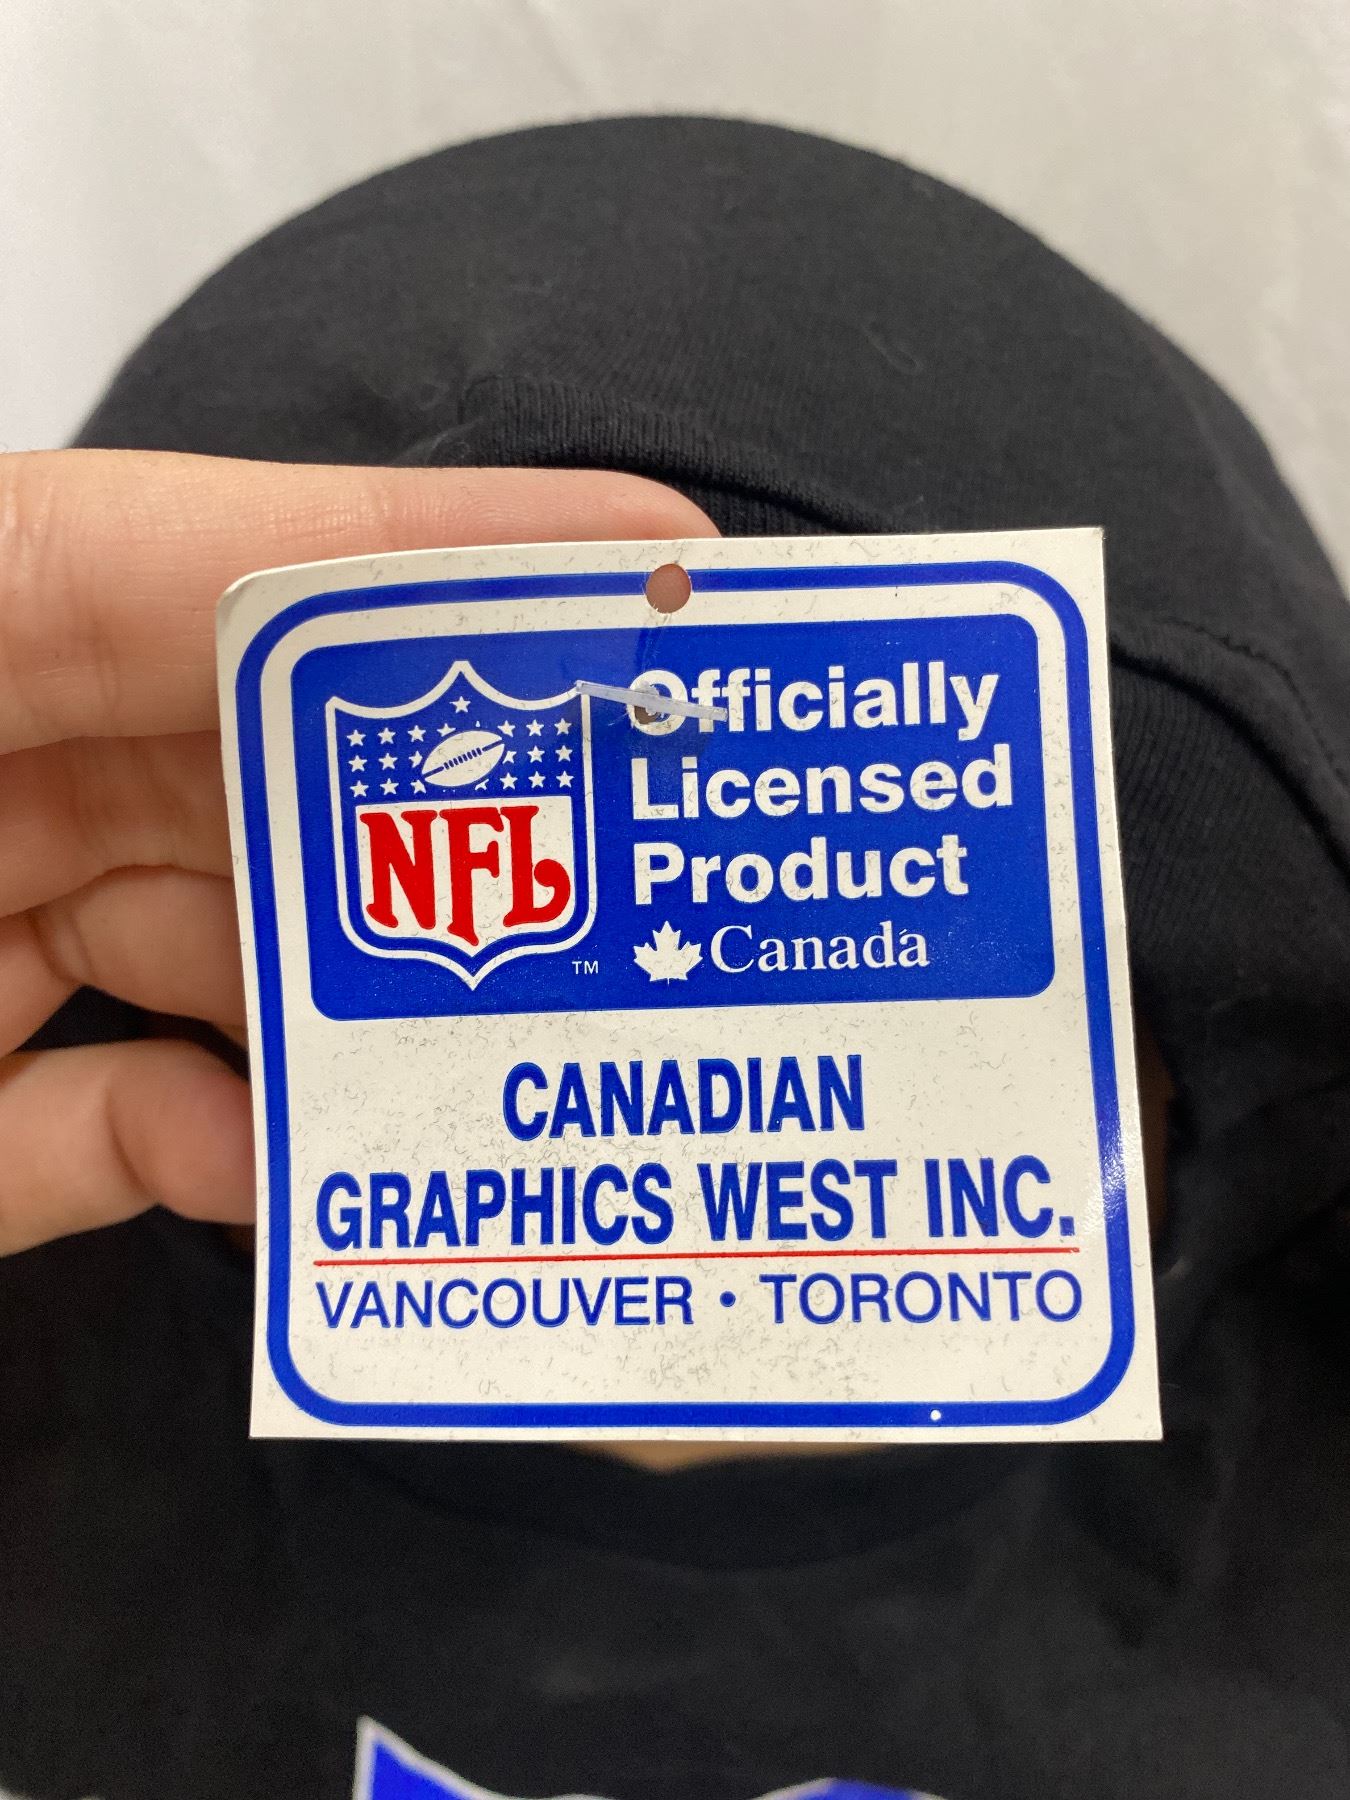 Officially
Licensed
Product
Canada
NFL
TM
CANADIAN
GRAPHICS WEST INC.
VANCOUVER • TORONTO